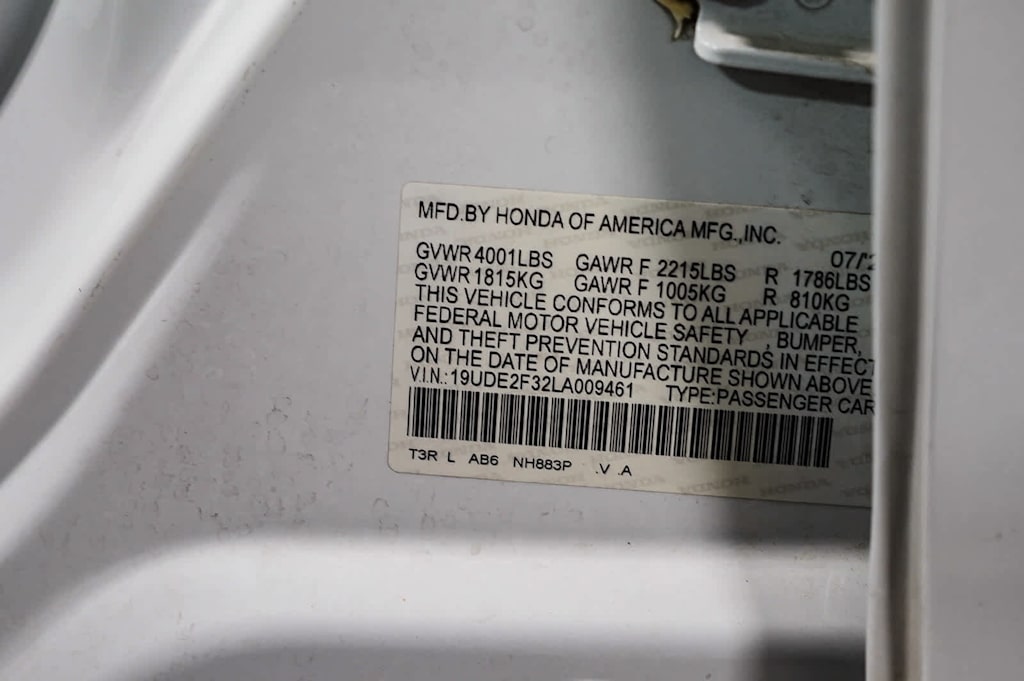 MFD.BY HONDA OF AMERICA MFG.,INC.
07/2
GVWR 4001LBS GAWR F 2215LBS R 1786LBS
GVWR 1815KG GAWR F 1005KG R 810KG
THIS VEHICLE CONFORMS TO ALL APPLICABLE
FEDERAL MOTOR VEHICLE SAFETY , BUMPER,
AND THEFT PREVENTION STANDARDS IN EFFECT
ON THE DATE OF MANUFACTURE SHOWN ABOVE
V.I.N.:19UDE2F32LA009461 TYPE:PASSENGER CAR
T3R L AB6 NH883P .V .A